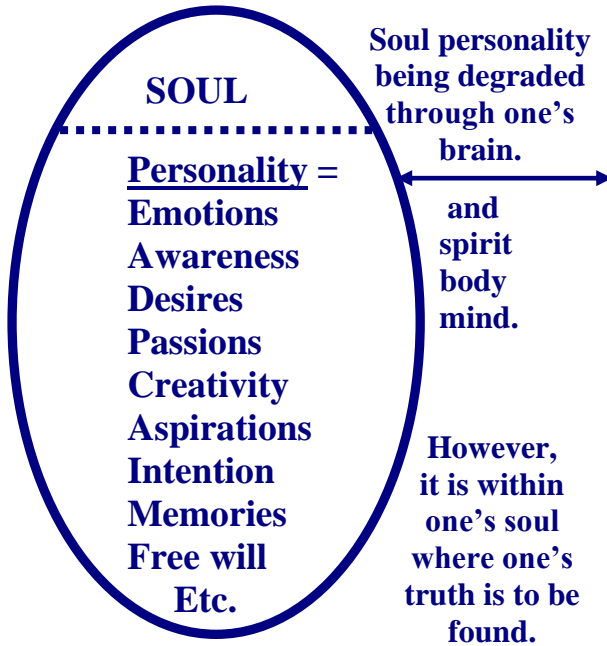 SOUL
Personality =
Emotions
Awareness
Desires
Passions
Creativity
Aspirations
Intention
Memories
Free will
Etc.
Soul personality
being degraded
through one’s
brain.
and
spirit
body
mind.
However,
it is within
one’s soul
where one’s
truth is to be
found.